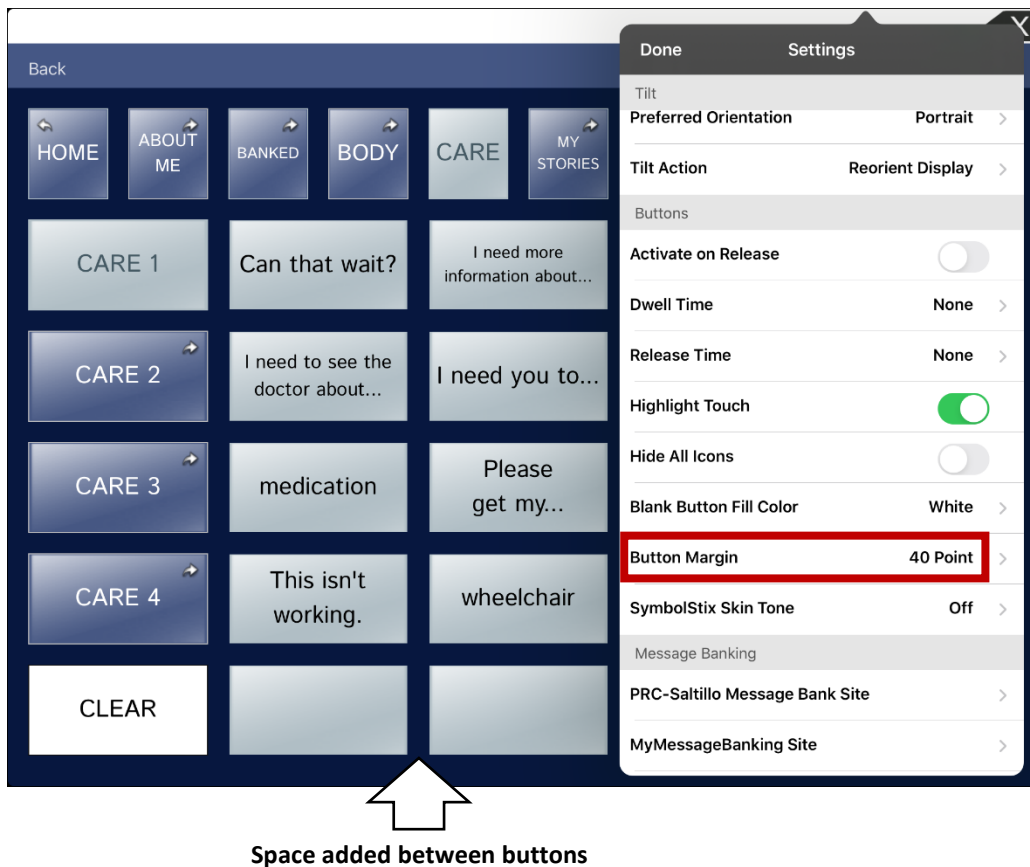 Back
HOME
ABOUT
ME
BANKED
BODY
CARE
MY
STORIES
CARE 1
Can that wait?
I need more
information about...
CARE 2
I need to see the
doctor about...
I need you to...
CARE 3
medication
Please
get my...
CARE 4
This isn't
working.
wheelchair
CLEAR
X
Done Settings
Tilt
Preferred Orientation Portrait
Tilt Action Reorient Display
Buttons
Activate on Release
Dwell Time None
Release Time None
Highlight Touch
Hide All Icons
Blank Button Fill Color White
Button Margin 40 Point
SymbolStix Skin Tone Off
Message Banking
PRC-Saltillo Message Bank Site
MyMessageBanking Site
Space added between buttons